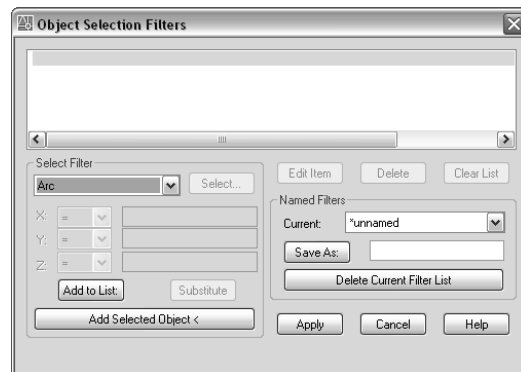 Object Selection Filters
Select Filter
Arc
Select...
X: =
Y: =
Z: =
Add to List:
Substitute
Add Selected Object <
Edit Item
Delete
Clear List
Named Filters
Current: *unnamed
Save As:
Delete Current Filter List
Apply
Cancel
Help